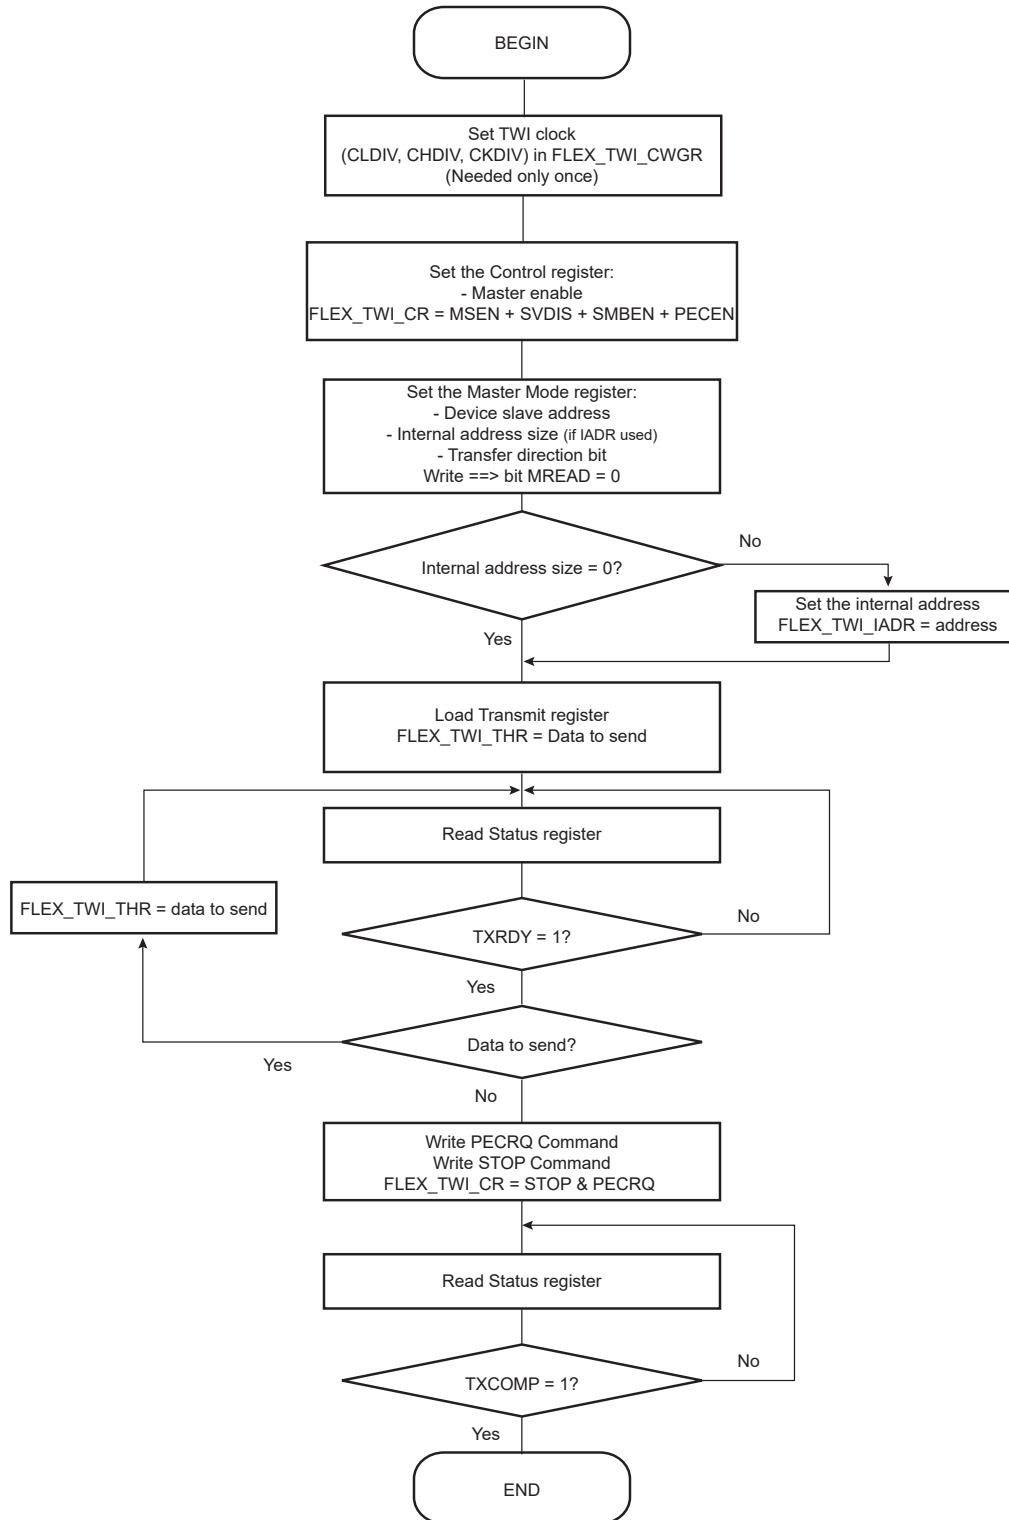 BEGIN
Set TWI clock
(CLDIV, CHDIV, CKDIV) in FLEX_TWI_CWGR
(Needed only once)
Set the Control register:
- Master enable
FLEX_TWI_CR = MSEN + SVDIS + SMBEN + PECEN
Set the Master Mode register:
- Device slave address
- Internal address size (if IADR used)
- Transfer direction bit
Write ==> bit MREAD = 0
Internal address size = 0?
No
Set the internal address
FLEX_TWI_IADR = address
Yes
Load Transmit register
FLEX_TWI_THR = Data to send
Read Status register
FLEX_TWI_THR = data to send
TXRDY = 1?
No
Yes
Data to send?
Yes
No
Write PECRQ Command
Write STOP Command
FLEX_TWI_CR = STOP & PECRQ
Read Status register
TXCOMP = 1?
No
Yes
END